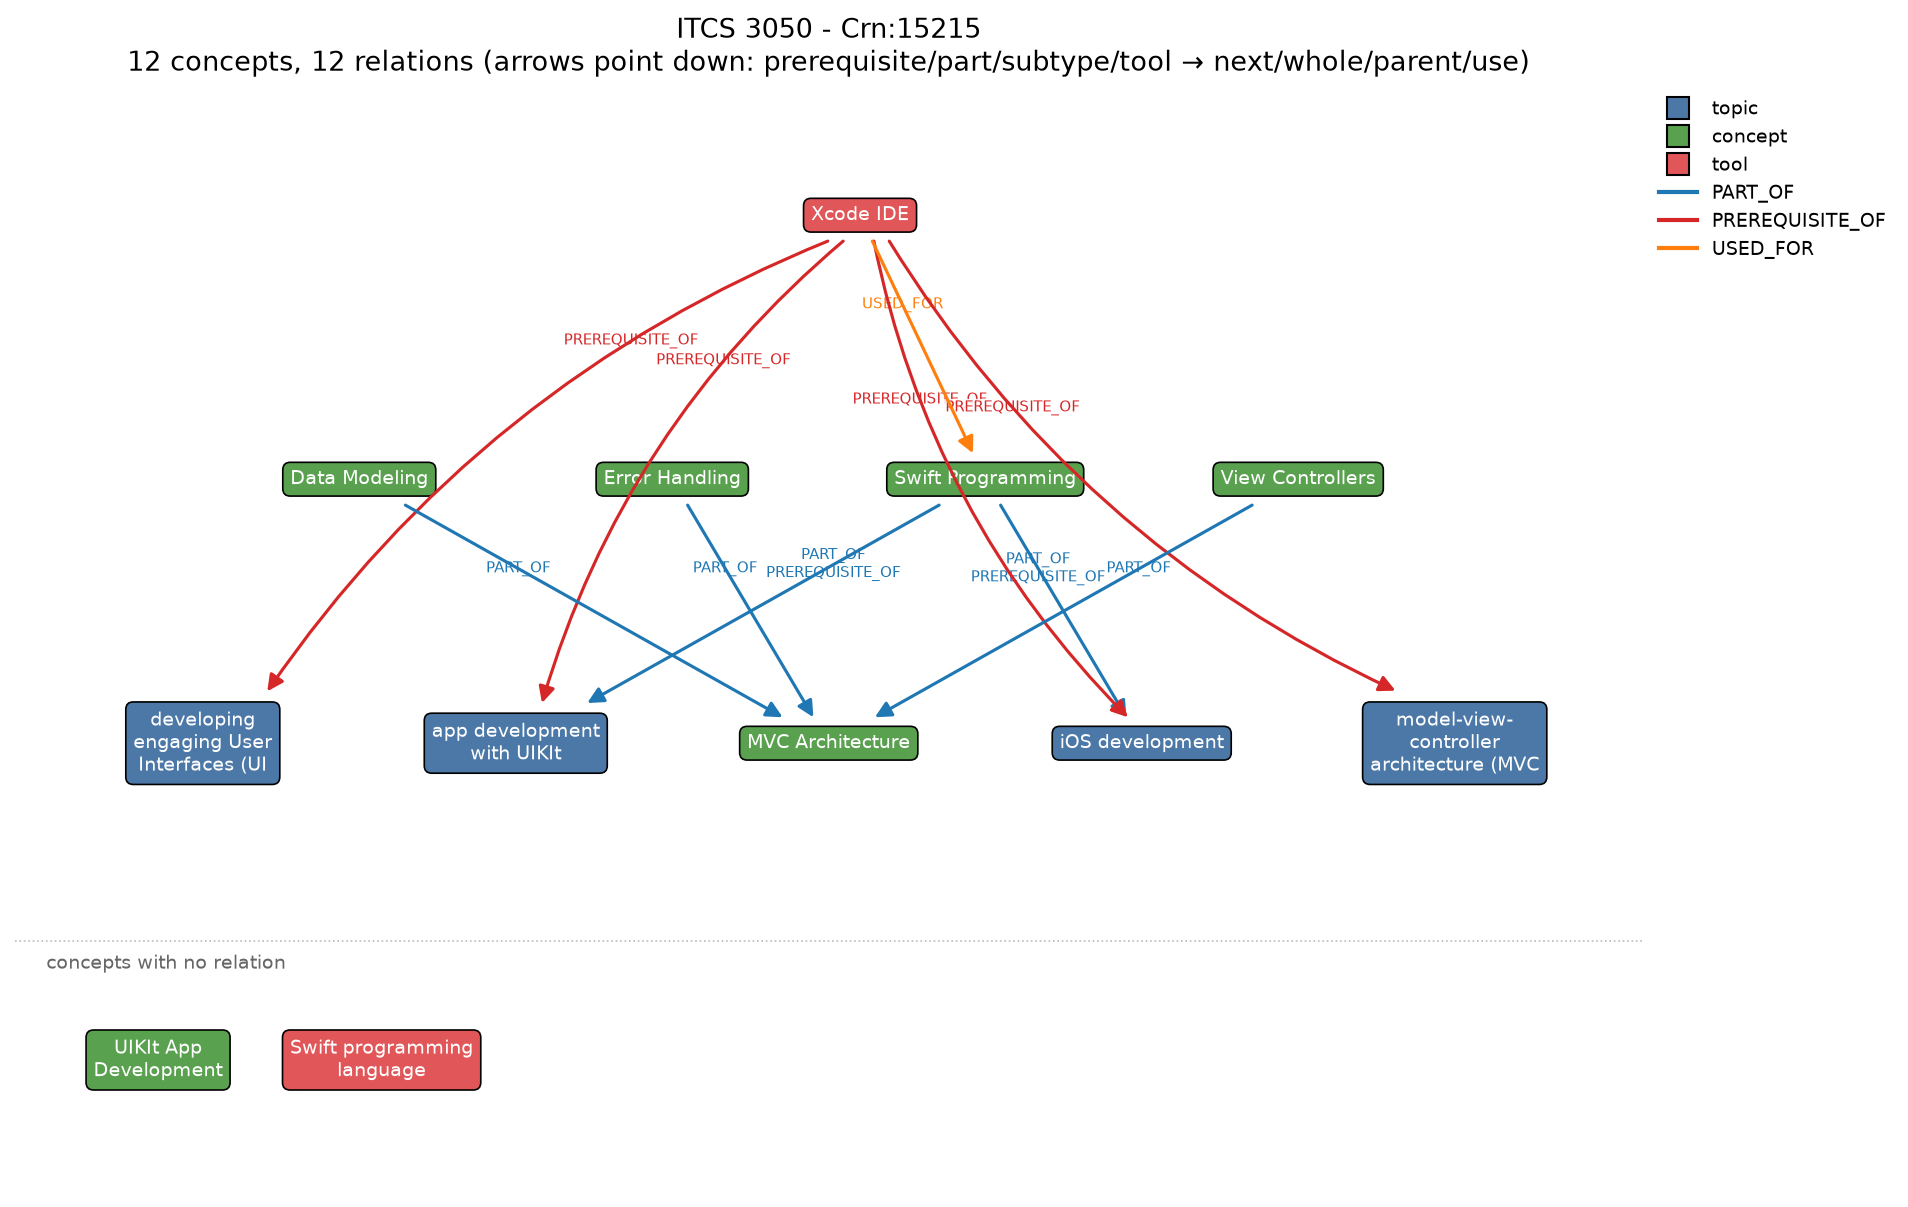 ITCS 3050 - Crn:15215
12 concepts, 12 relations (arrows point down: prerequisite/part/subtype/tool → next/whole/parent/use)
topic
concept
tool
PART_OF
PREREQUISITE_OF
USED_FOR
Xcode IDE
USED_FOR
PREREQUISITE_OF
PREREQUISITE_OF
PREREQUISITE_OF
PREREQUISITE_OF
Data Modeling
Error Handling
Swift Programming
View Controllers
PART_OF
PART_OF
PART_OF
PREREQUISITE_OF
PART_OF
PREREQUISITE_OF
PART_OF
developing
engaging User
Interfaces (UI
app development
with UIKIt
MVC Architecture
iOS development
model-view-
controller
architecture (MVC
concepts with no relation
UIKIt App
Development
Swift programming
language